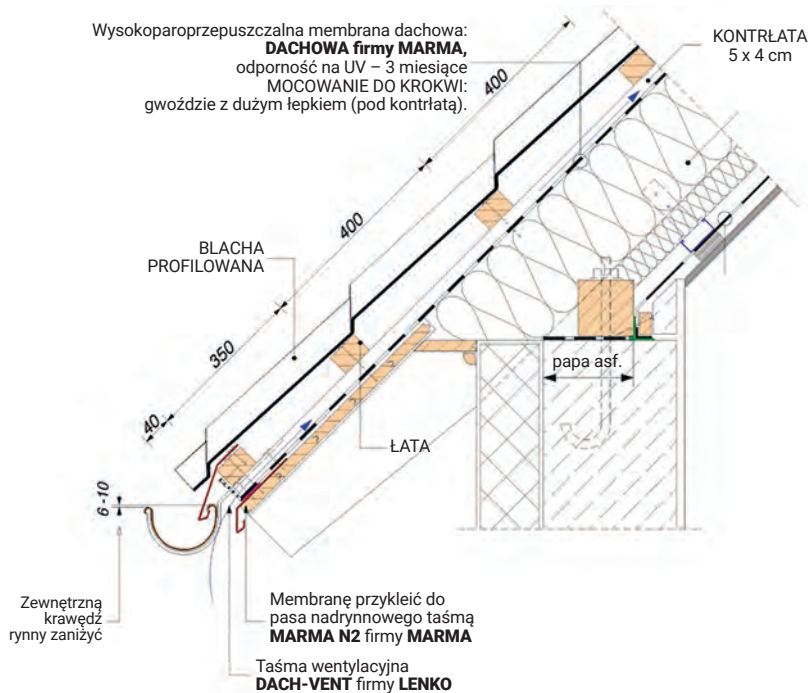 Wysokoparoprzepuszczalna membrana dachowa:
DACHOWA firmy MARMA,
odporność na UV – 3 miesiące
MOCOWANIE DO KROKWI:
gwoździe z dużym łepkiem (pod kontrłatą).
KONTRŁATA
5 x 4 cm
400
400
BLACHA
PROFILOWANA
350
40
papa asf.
ŁATA
6 -10
Zewnętrzną
krawędź
rynny zaniżyć
Membranę przykleić do
pasa nadrynnowego taśmą
MARMA N2 firmy MARMA
Taśma wentylacyjna
DACH-VENT firmy LENKO